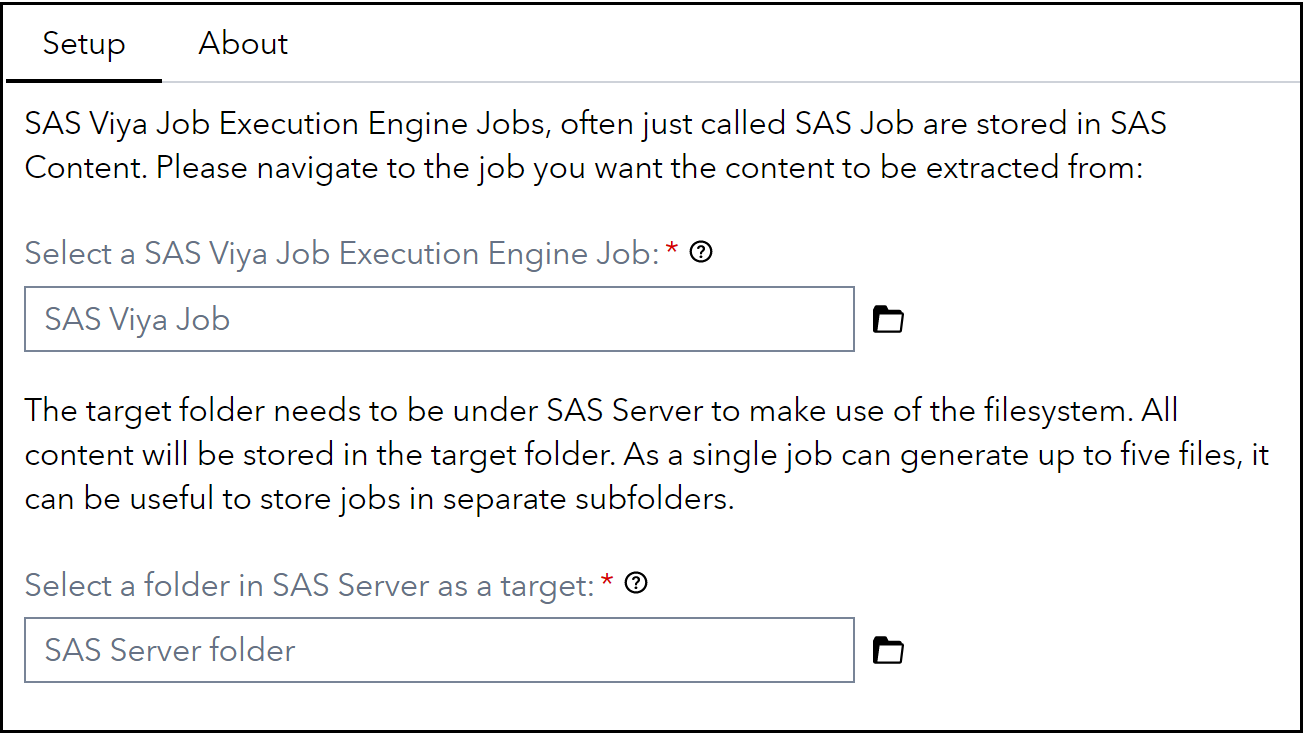 Setup About
SAS Viya Job Execution Engine Jobs, often just called SAS Job are stored in SAS
Content. Please navigate to the job you want the content to be extracted from:
Select a SAS Viya Job Execution Engine Job: *
SAS Viya Job
The target folder needs to be under SAS Server to make use of the filesystem. All
content will be stored in the target folder. As a single job can generate up to five files, it
can be useful to store jobs in separate subfolders.
Select a folder in SAS Server as a target: *
SAS Server folder